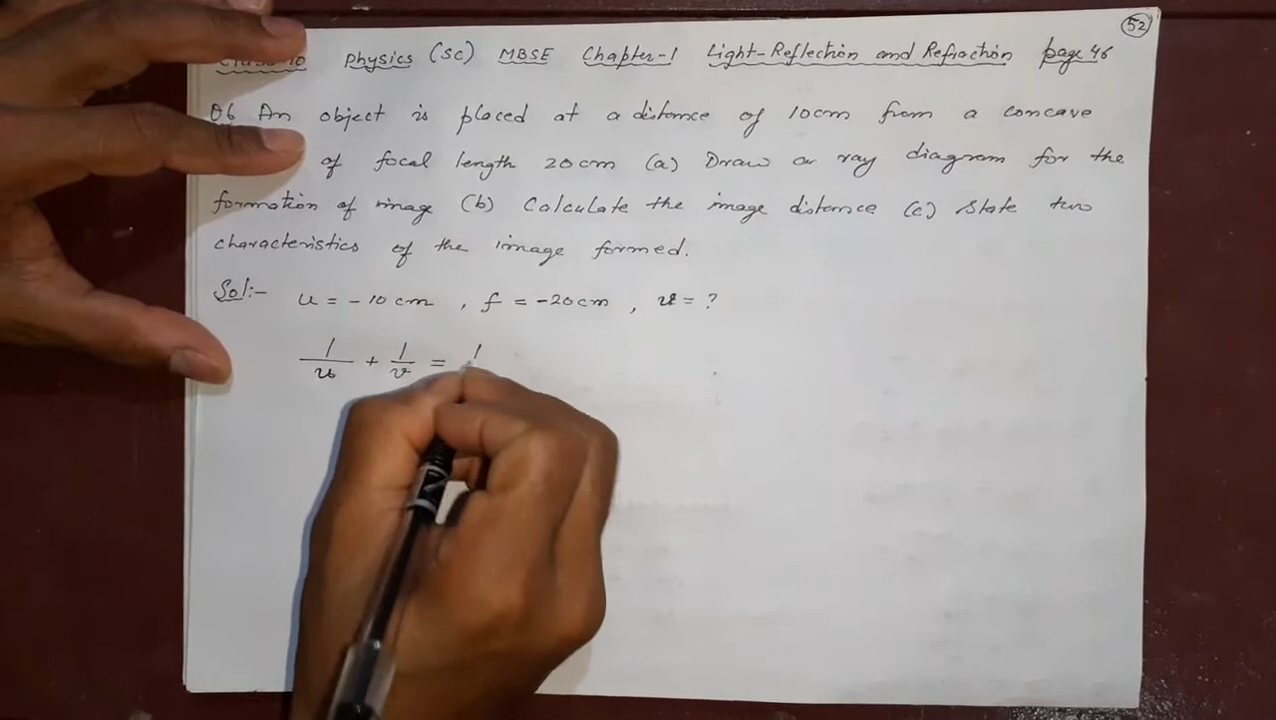 52
Class 10 Physics (SC) MBSE Chapter-1 Light-Reflection and Refraction page 46
Q6 An object is placed at a distance of 10cm from a concave
of focal length 20cm (a) Draw a ray diagram for the
formation of image (b) Calculate the image distance (c) State two
characteristics of the image formed.
Sol:- u = -10 cm , f = -20cm , v = ?
1/u + 1/v = 1